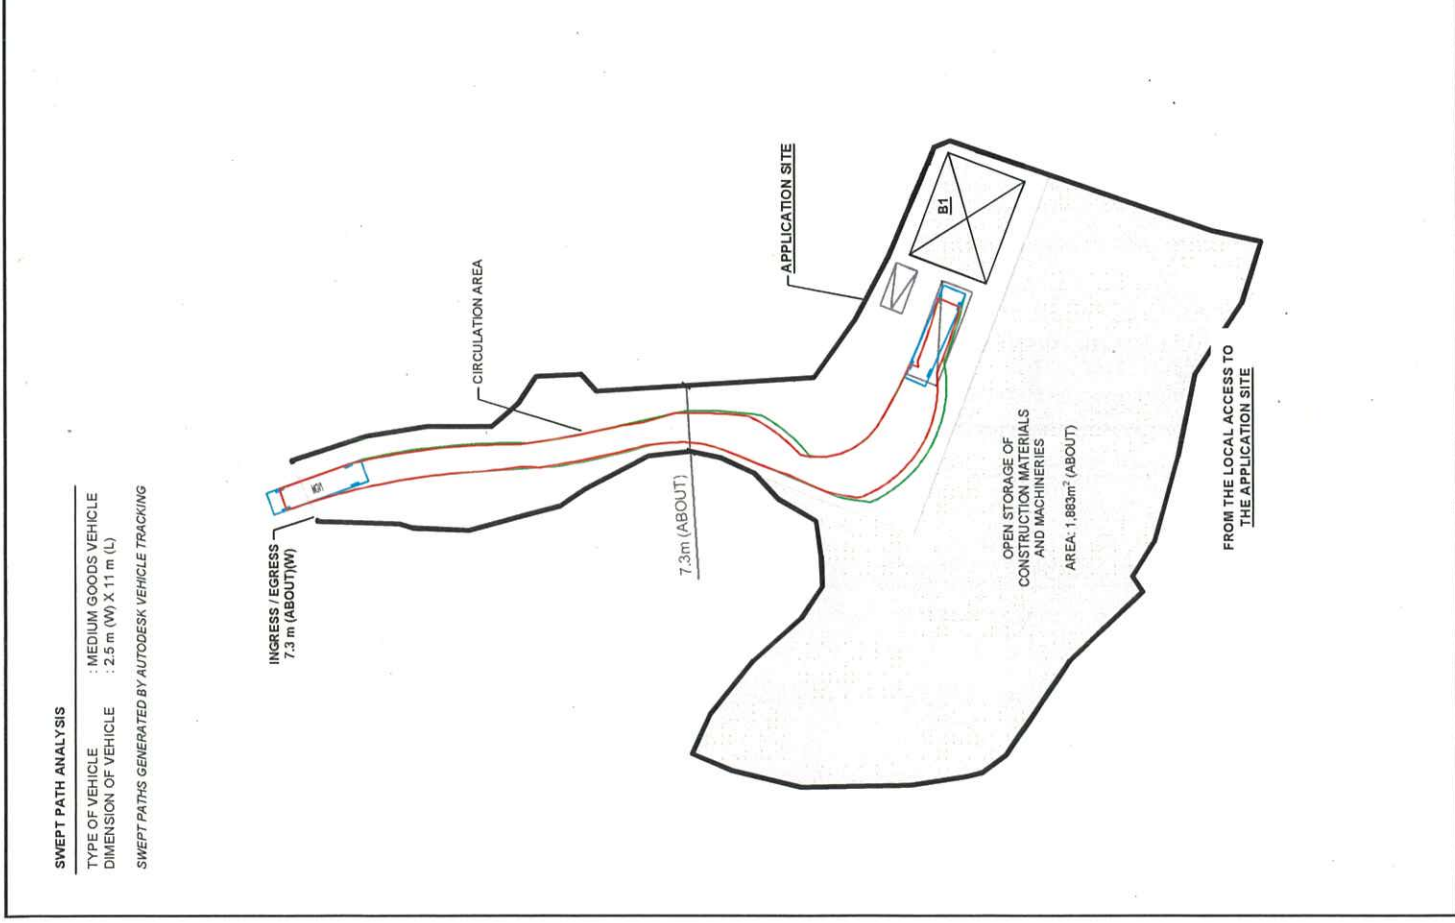 SWEPT PATH ANALYSIS
TYPE OF VEHICLE : MEDIUM GOODS VEHICLE
DIMENSION OF VEHICLE : 2.5 m (W) X 11 m (L)
SWEPT PATHS GENERATED BY AUTODESK VEHICLE TRACKING
INGRESS / EGRESS
7.3 m (ABOUT)(W)
CIRCULATION AREA
7.3m (ABOUT)
APPLICATION SITE
B1
OPEN STORAGE OF
CONSTRUCTION MATERIALS
AND MACHINERIES
AREA: 1,883m² (ABOUT)
FROM THE LOCAL ACCESS TO
THE APPLICATION SITE